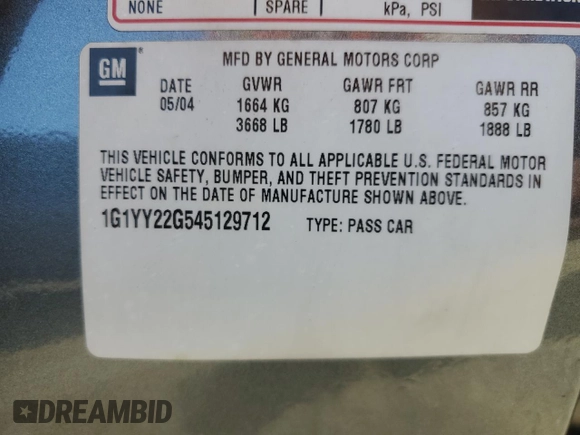 NONE SPARE kPa, PSI
GM
MFD BY GENERAL MOTORS CORP
DATE GVWR GAWR FRT GAWR RR
05/04 1664 KG 807 KG 857 KG
3668 LB 1780 LB 1888 LB
THIS VEHICLE CONFORMS TO ALL APPLICABLE U.S. FEDERAL MOTOR
VEHICLE SAFETY, BUMPER, AND THEFT PREVENTION STANDARDS IN
EFFECT ON THE DATE OF MANUFACTURE SHOWN ABOVE.
1G1YY22G545129712 TYPE: PASS CAR
DREAMBID